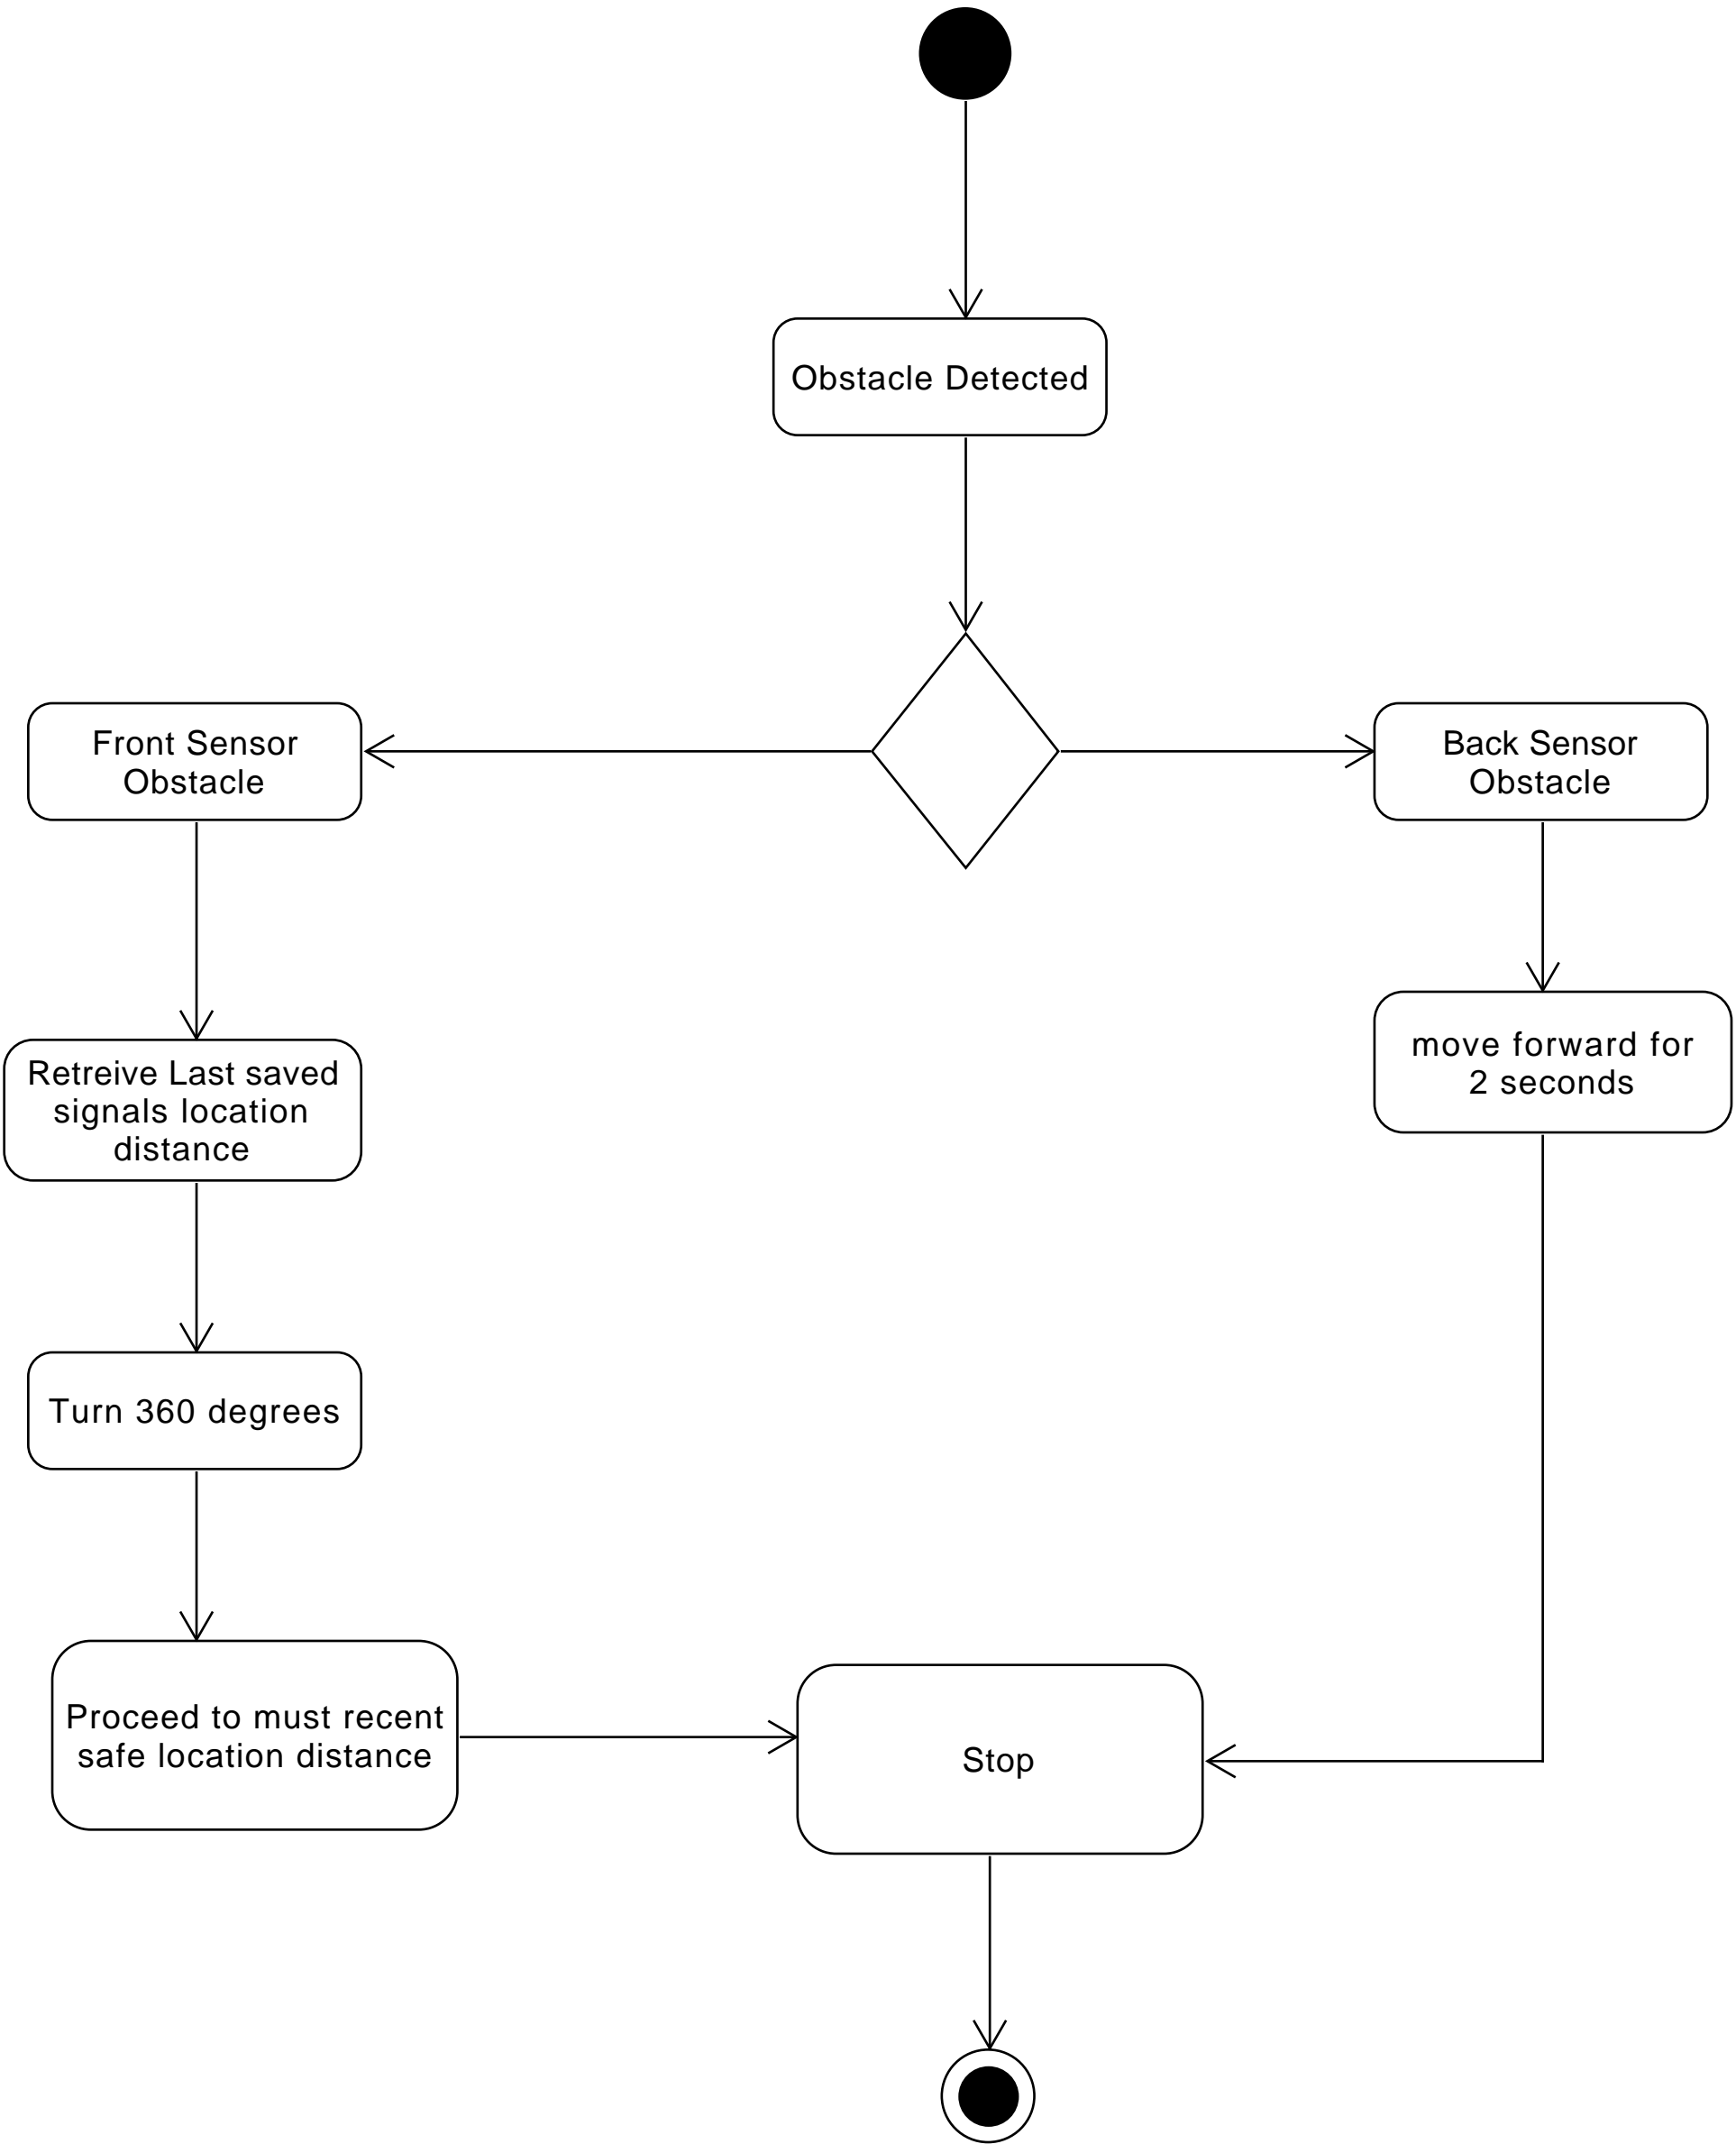 Obstacle Detected
Front Sensor
Obstacle
Back Sensor
Obstacle
Retreive Last saved
signals location
distance
move forward for
2 seconds
Turn 360 degrees
Proceed to must recent
safe location distance
Stop